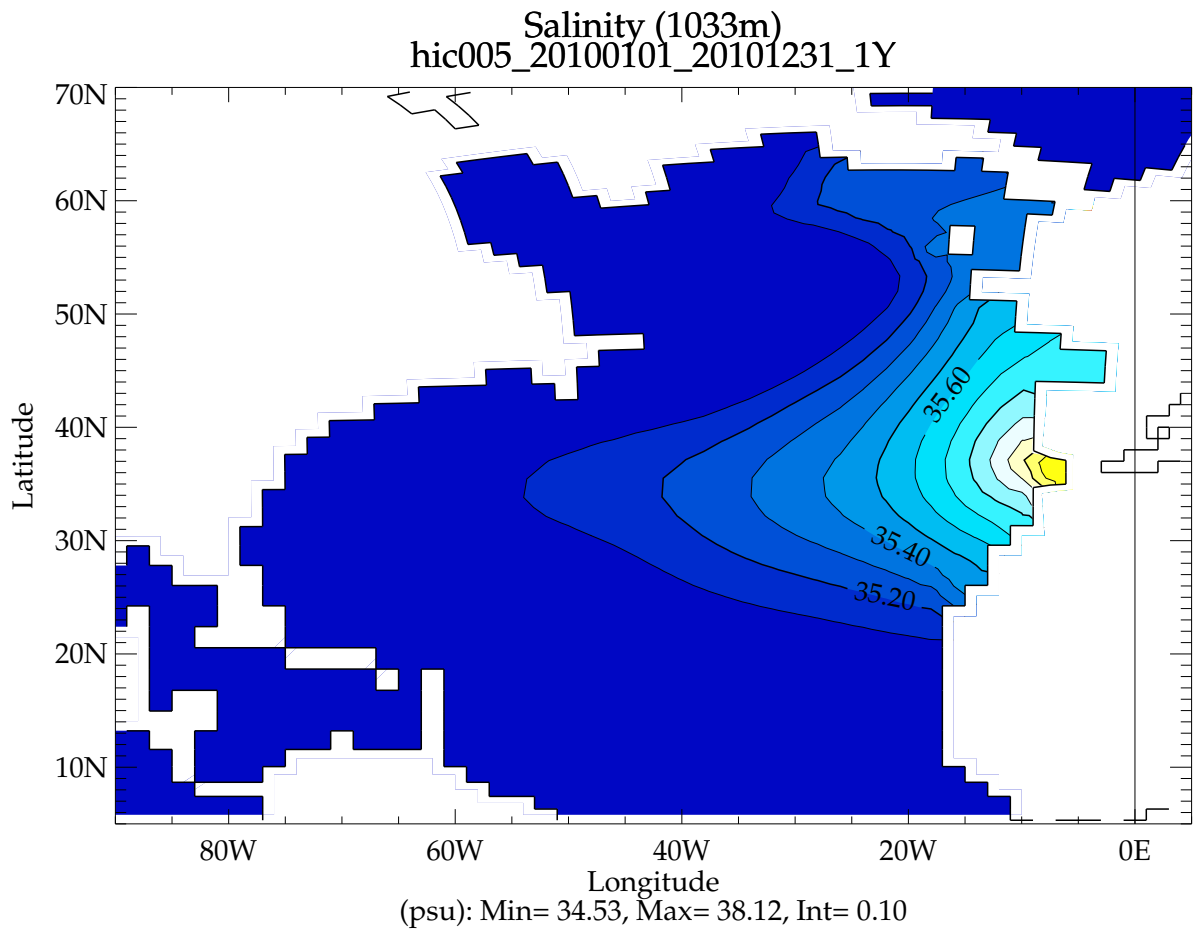 Salinity (1033m)
hic005_20100101_20101231_1Y
70N
60N
50N
40N
30N
20N
10N
Latitude
35.60
35.40
35.20
80W
60W
40W
20W
0E
Longitude
(psu): Min= 34.53, Max= 38.12, Int= 0.10